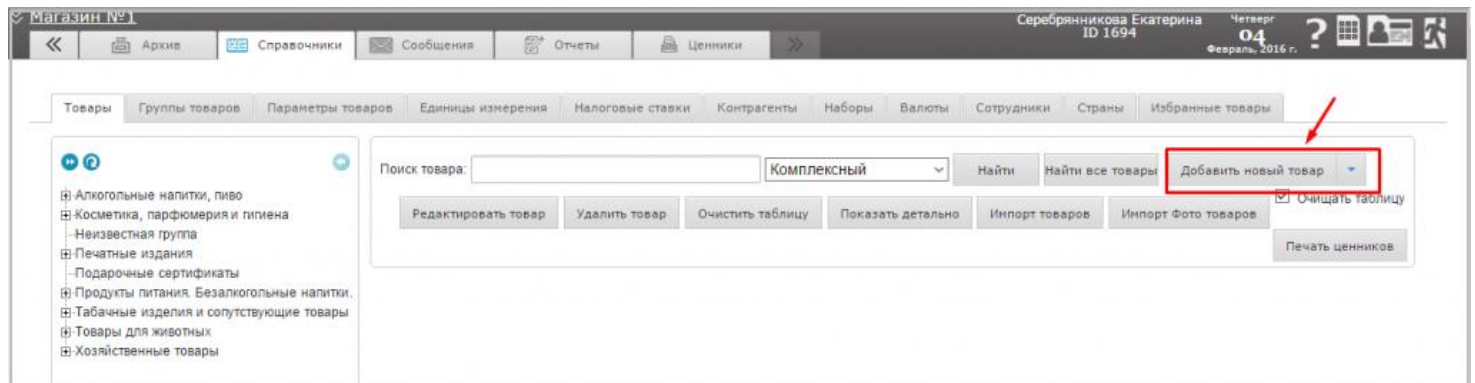 Магазин №1
Серебрянникова Екатерина
ID 1694
Четверг
04
Февраль, 2016 г.
?
Архив Справочники Сообщения Отчеты Ценники
Товары Группы товаров Параметры товаров Единицы измерения Налоговые ставки Контрагенты Наборы Валюты Сотрудники Страны Избранные товары
Поиск товара: Комплексный Найти Найти все товары Добавить новый товар
Очищать таблицу
Редактировать товар Удалить товар Очистить таблицу Показать детально Импорт товаров Импорт Фото товаров
Печать ценников
Алкогольные напитки, пиво
Косметика, парфюмерия и гигиена
Неизвестная группа
Печатные издания
Подарочные сертификаты
Продукты питания. Безалкогольные напитки.
Табачные изделия и сопутствующие товары
Товары для животных
Хозяйственные товары